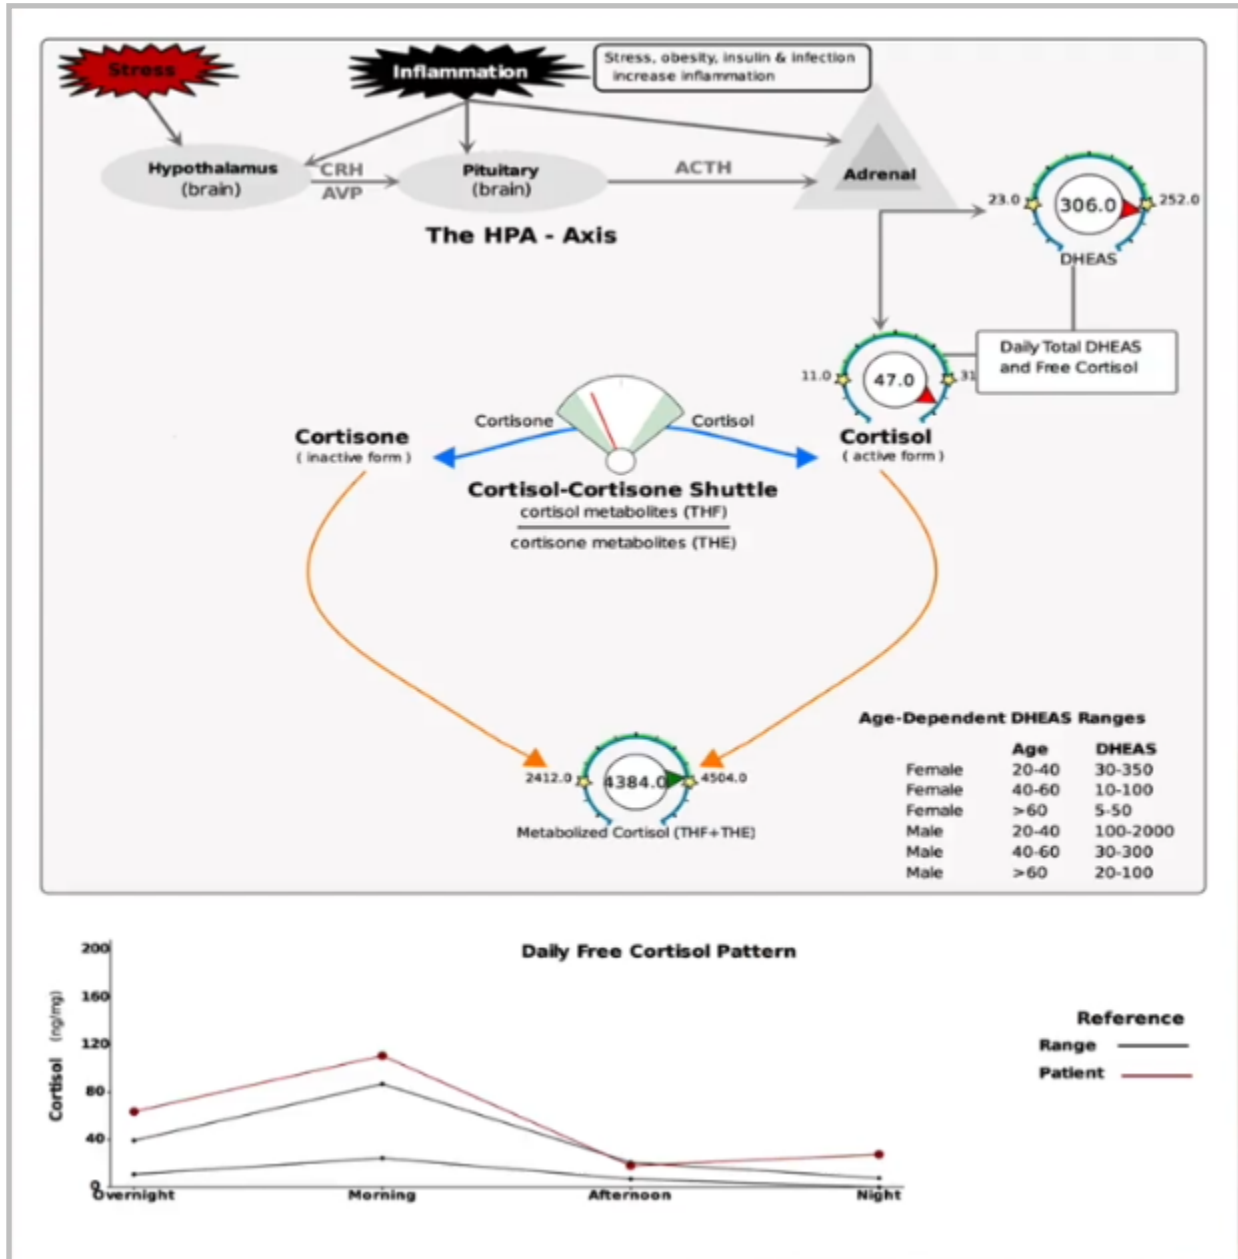 Stress
Inflammation
Stress, obesity, insulin & infection
increase inflammation
Hypothalamus
(brain)
CRH
AVP
Pituitary
(brain)
ACTH
Adrenal
23.0
306.0
252.0
DHEAS
The HPA - Axis
Daily Total DHEAS
and Free Cortisol
11.0
47.0
31
Cortisone
Cortisol
Cortisone
( inactive form )
Cortisol
( active form )
Cortisol-Cortisone Shuttle
cortisol metabolites (THF)
cortisone metabolites (THE)
2412.0
4384.0
4504.0
Metabolized Cortisol (THF+THE)
Age-Dependent DHEAS Ranges
Age DHEAS
Female 20-40 30-350
Female 40-60 10-100
Female >60 5-50
Male 20-40 100-2000
Male 40-60 30-300
Male >60 20-100
Daily Free Cortisol Pattern
Cortisol (ng/mg)
200
160
120
80
40
0
Overnight Morning Afternoon Night
Reference
Range
Patient